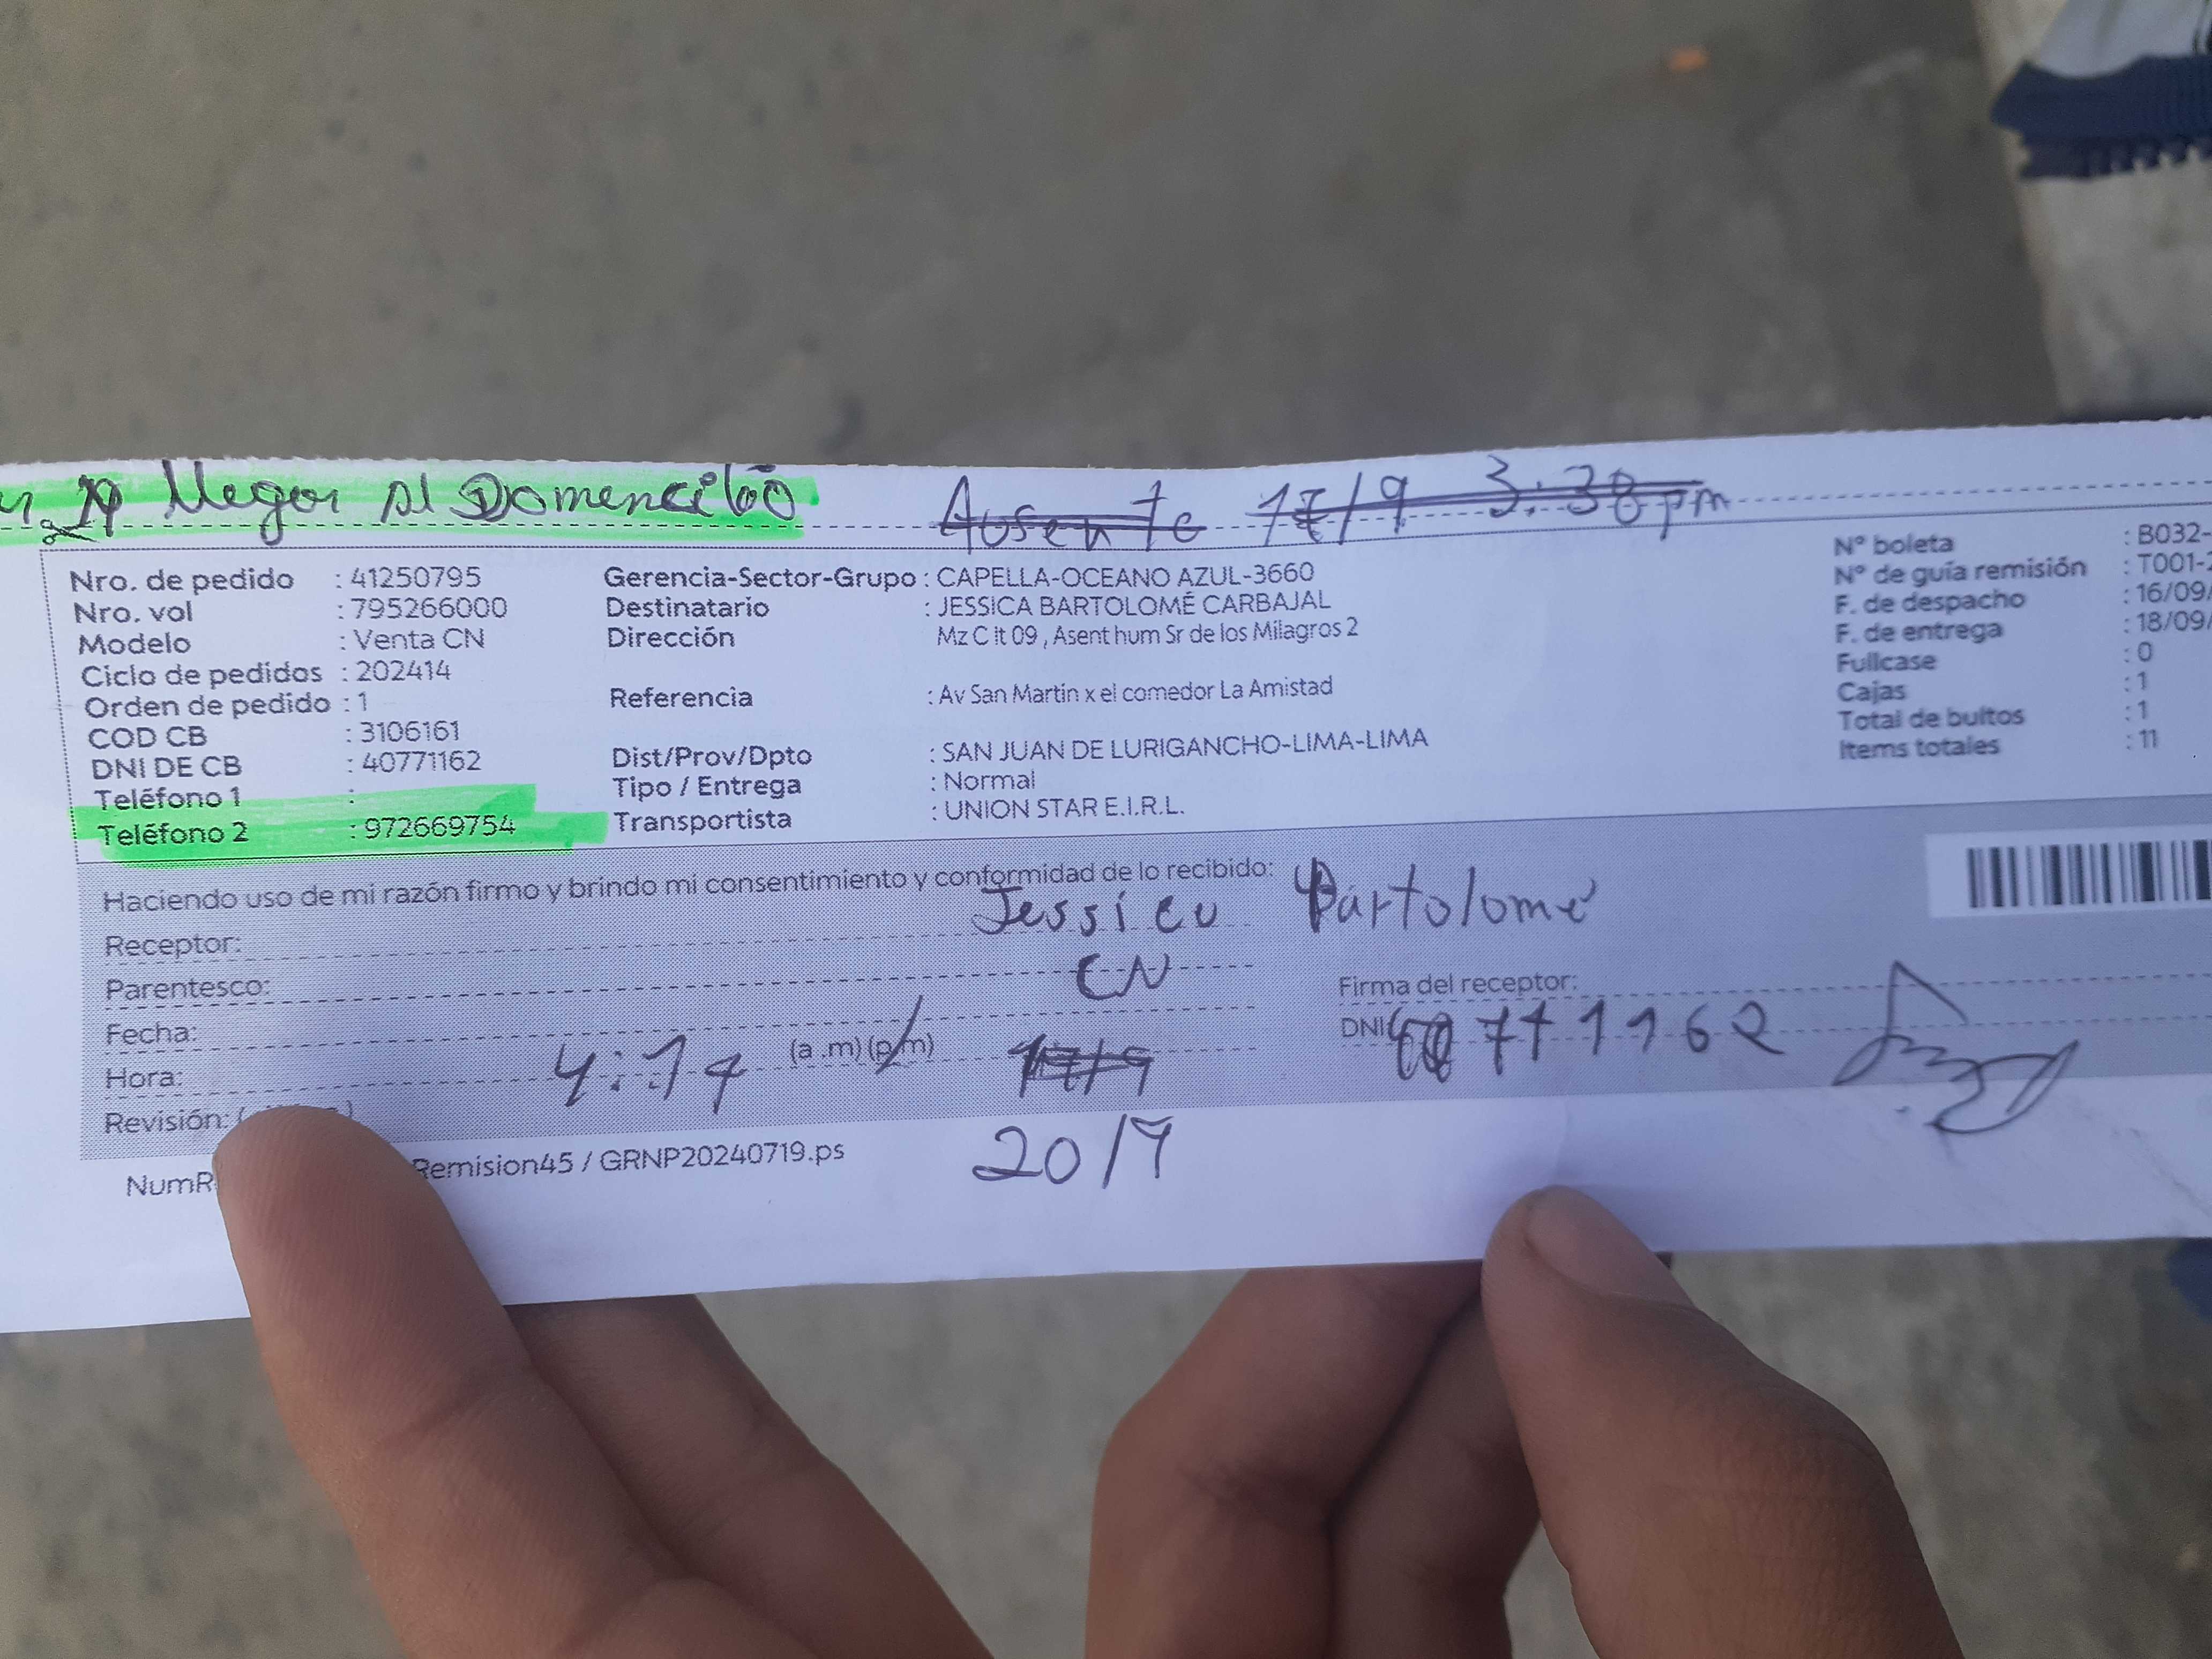 llegar al Domencibo
Ausente 17/9 3:38 pm
Nro. de pedido : 41250795
Nro. vol : 795266000
Modelo : Venta CN
Ciclo de pedidos : 202414
Orden de pedido : 1
COD CB : 3106161
DNI DE CB : 40771162
Teléfono 1 :
Teléfono 2 : 972669754
Gerencia-Sector-Grupo : CAPELLA-OCEANO AZUL-3660
Destinatario : JESSICA BARTOLOMÉ CARBAJAL
Dirección Mz C lt 09 , Asent hum Sr de los Milagros 2
Referencia : Av San Martin x el comedor La Amistad
Dist/Prov/Dpto : SAN JUAN DE LURIGANCHO-LIMA-LIMA
Tipo / Entrega : Normal
Transportista : UNION STAR E.I.R.L.
Nº boleta : B032-
Nº de guía remisión : T001-
F. de despacho : 16/09/
F. de entrega : 18/09/
Fullcase : 0
Cajas : 1
Total de bultos : 1
Items totales : 11
Haciendo uso de mi razón firmo y brindo mi consentimiento y conformidad de lo recibido:
Receptor: Jessica Bartolomé
Parentesco: CN
Fecha: 17/9
Hora: 4:14 (a.m) (p.m)
Revisión: (
20/9
Firma del receptor:
DNI 40771162
NumR
Remision45 / GRNP20240719.ps